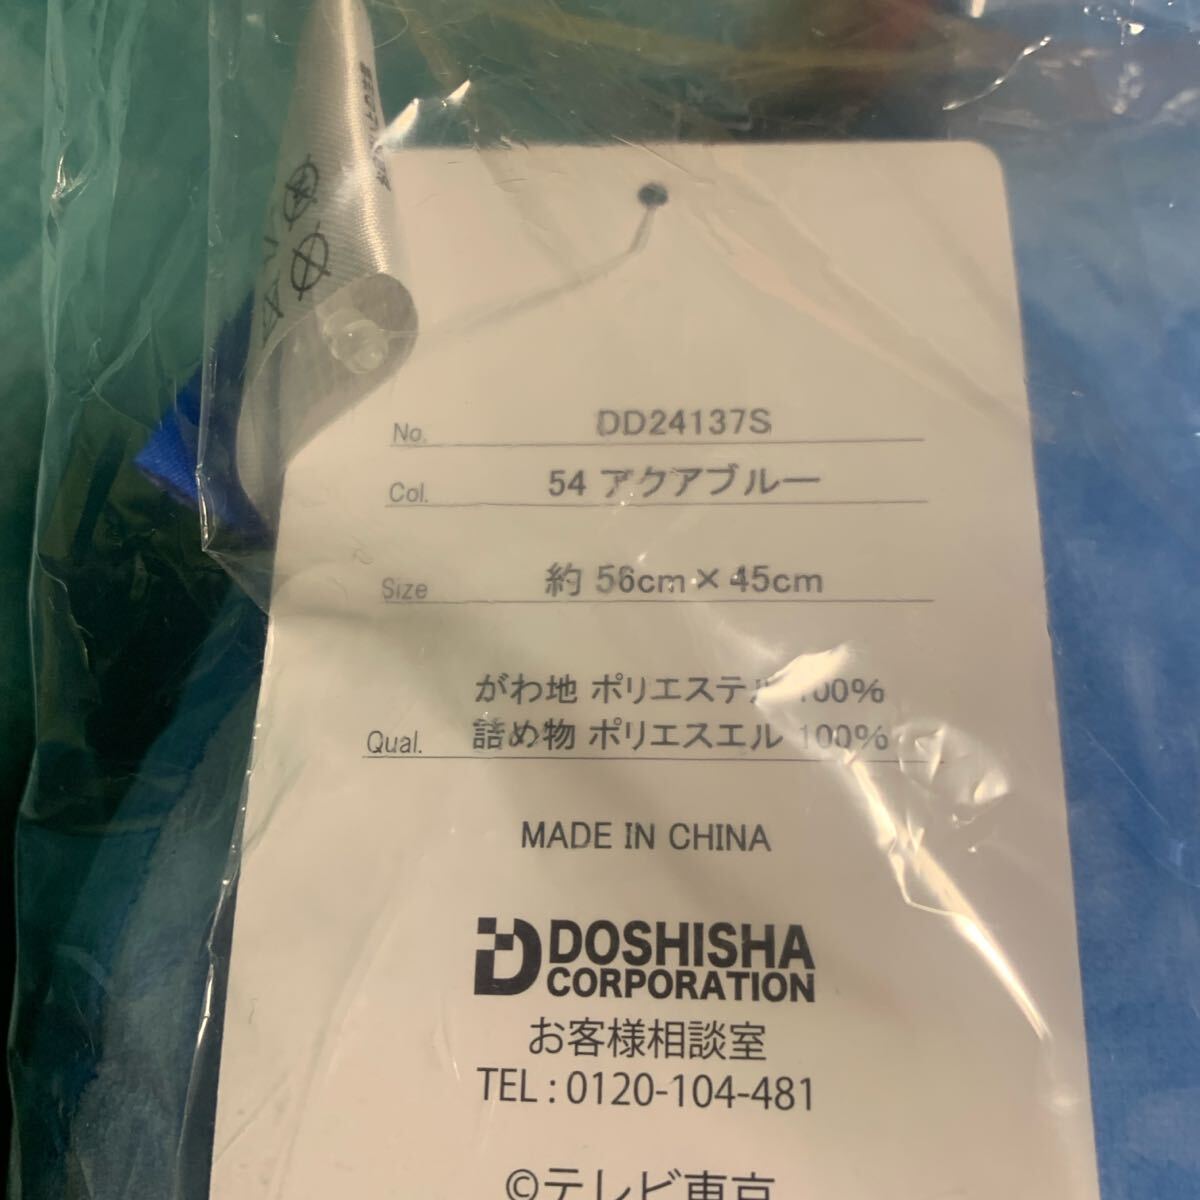 No. DD24137S
Col. 54 アクアブルー
Size 約 56cm×45cm
がわ地 ポリエステル 100%
Qual. 詰め物 ポリエスエル 100%
MADE IN CHINA
DOSHISHA
CORPORATION
お客様相談室
TEL : 0120-104-481
©テレビ東京